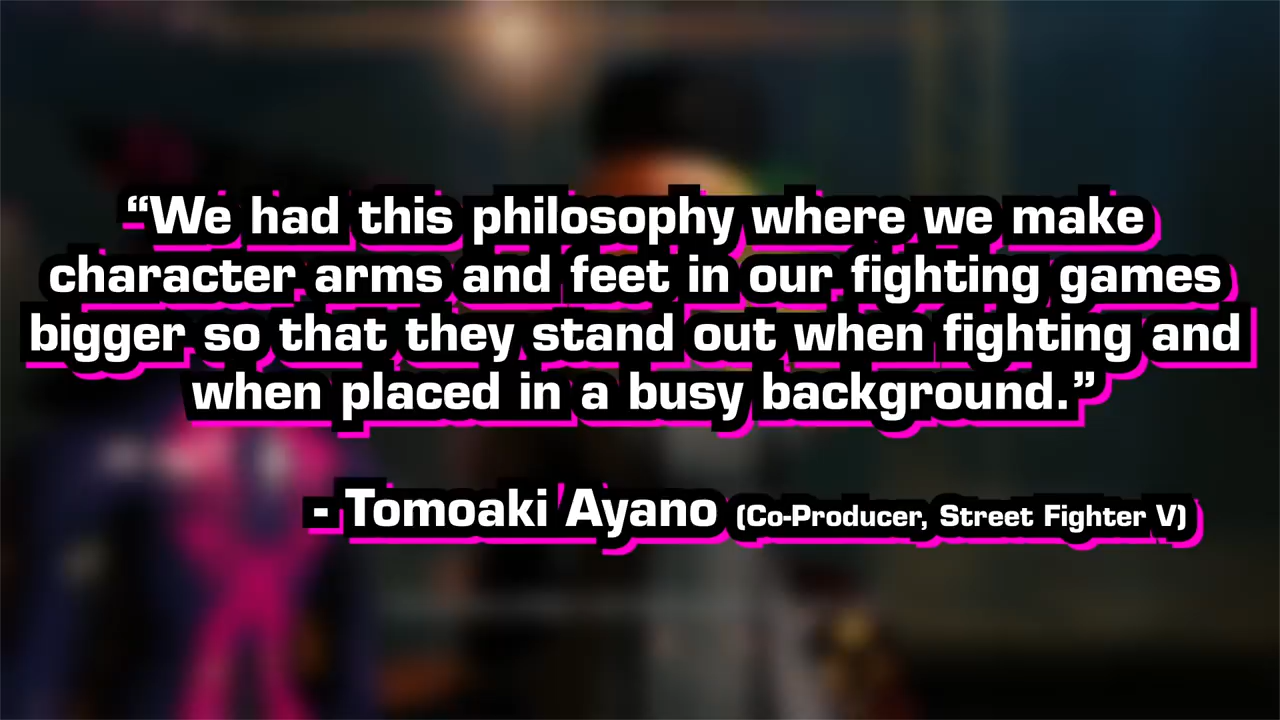 “We had this philosophy where we make
character arms and feet in our fighting games
bigger so that they stand out when fighting and
when placed in a busy background.”
- Tomoaki Ayano (Co-Producer, Street Fighter V)